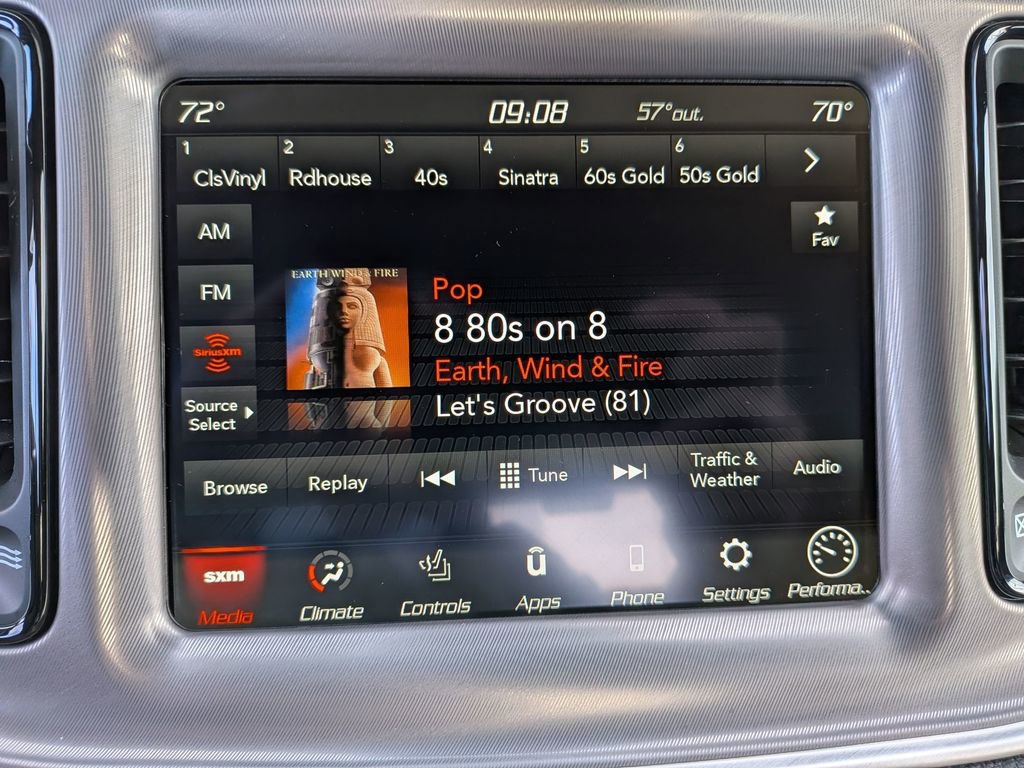 72° 09:08 57°out. 70°
1 2 3 4 5 6
ClsVinyl Rdhouse 40s Sinatra 60s Gold 50s Gold
AM
Fav
FM
SiriusXM
Source
Select
EARTH WIND & FIRE
Pop
8 80s on 8
Earth, Wind & Fire
Let's Groove (81)
Browse Replay Tune Traffic & Audio
Weather
sxm
Media Climate Controls Apps Phone Settings Performa..